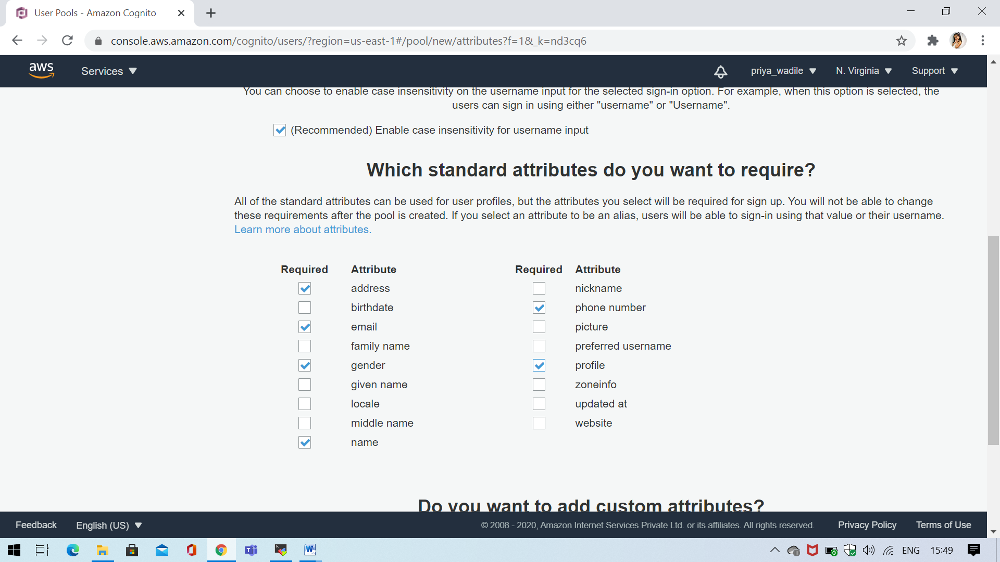 User Pools - Amazon Cognito
console.aws.amazon.com/cognito/users/?region=us-east-1#/pool/new/attributes?f=1&_k=nd3cq6
aws
Services
priya_wadile
N. Virginia
Support
You can choose to enable case insensitivity on the username input for the selected sign-in option. For example, when this option is selected, the
users can sign in using either "username" or "Username".
(Recommended) Enable case insensitivity for username input
Which standard attributes do you want to require?
All of the standard attributes can be used for user profiles, but the attributes you select will be required for sign up. You will not be able to change
these requirements after the pool is created. If you select an attribute to be an alias, users will be able to sign-in using that value or their username.
Learn more about attributes.
Required Attribute
address
birthdate
email
family name
gender
given name
locale
middle name
name
Required Attribute
nickname
phone number
picture
preferred username
profile
zoneinfo
updated at
website
Do you want to add custom attributes?
Feedback
English (US)
© 2008 - 2020, Amazon Internet Services Private Ltd. or its affiliates. All rights reserved.
Privacy Policy
Terms of Use
ENG
15:49